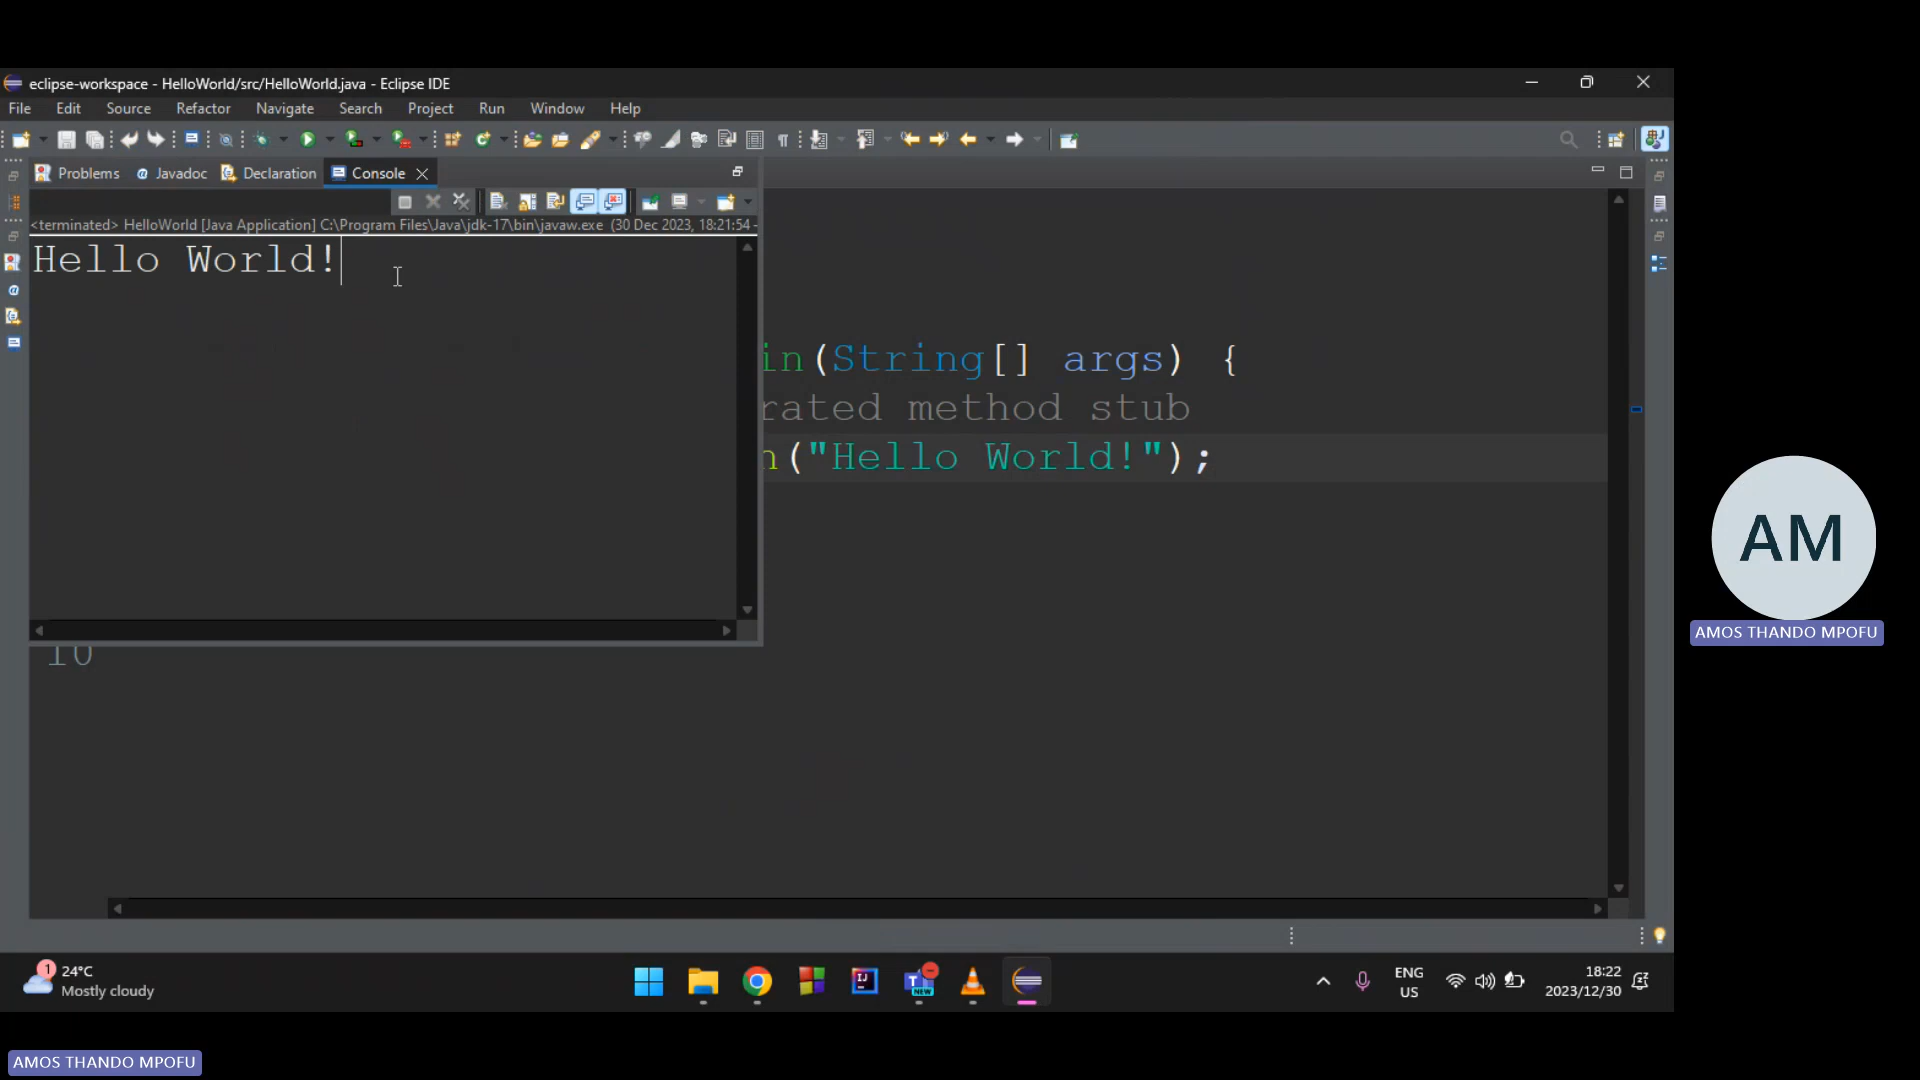 eclipse-workspace - HelloWorld/src/HelloWorld.java - Eclipse IDE
File Edit Source Refactor Navigate Search Project Run Window Help
Problems @ Javadoc Declaration Console
<terminated> HelloWorld [Java Application] C:\Program Files\Java\jdk-17\bin\javaw.exe (30 Dec 2023, 18:21:54 -
Hello World!
in(String[] args) {
rated method stub
n("Hello World!");
10
AM
AMOS THANDO MPOFU
1
24°C
Mostly cloudy
ENG
US
18:22
2023/12/30
AMOS THANDO MPOFU